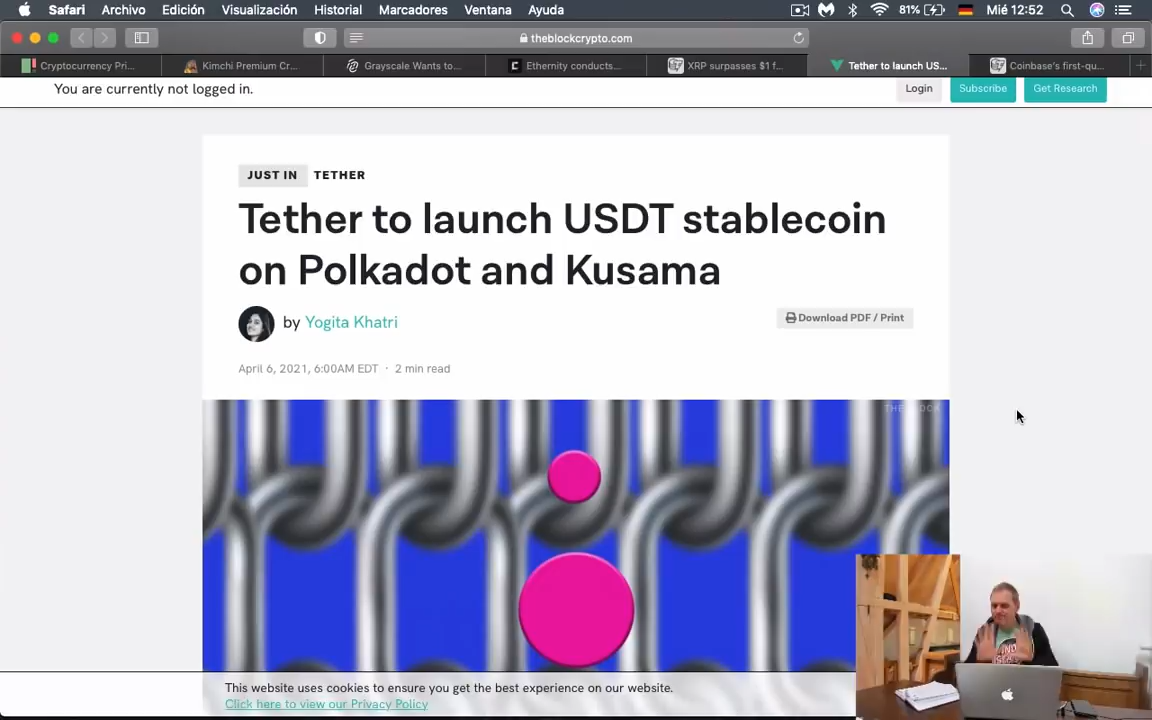 Safari Archivo Edición Visualización Historial Marcadores Ventana Ayuda 81% Mié 12:52
theblockcrypto.com
Cryptocurrency Pri... Kimchi Premium Cr... Grayscale Wants to... Ethernity conducts... XRP surpasses $1 f... Tether to launch US... Coinbase's first-qu...
You are currently not logged in. Login Subscribe Get Research
JUST IN TETHER
Tether to launch USDT stablecoin
on Polkadot and Kusama
by Yogita Khatri Download PDF / Print
April 6, 2021, 6:00AM EDT · 2 min read
THE BLOCK
This website uses cookies to ensure you get the best experience on our website.
Click here to view our Privacy Policy